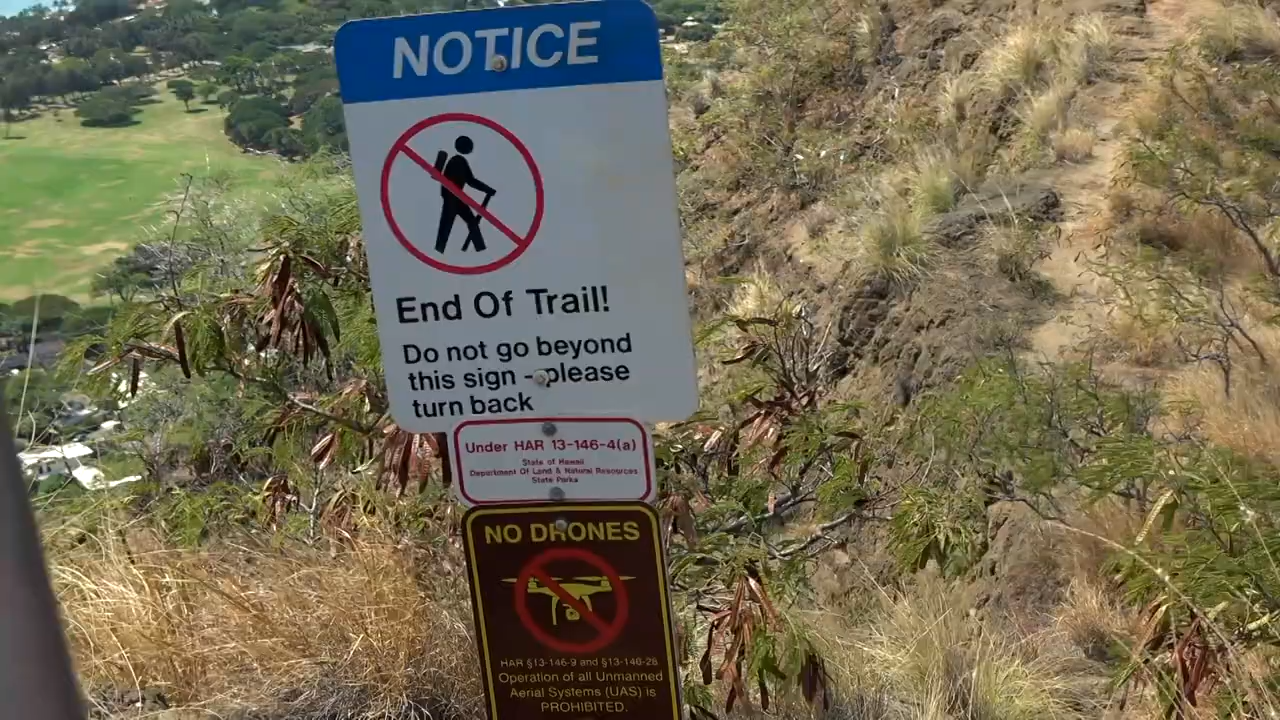 NOTICE
End Of Trail!
Do not go beyond
this sign - please
turn back
Under HAR 13-146-4(a)
State of Hawaii
Department Of Land & Natural Resources
State Parks
NO DRONES
HAR §13-146-9 and §13-146-28
Operation of all Unmanned
Aerial Systems (UAS) is
PROHIBITED.